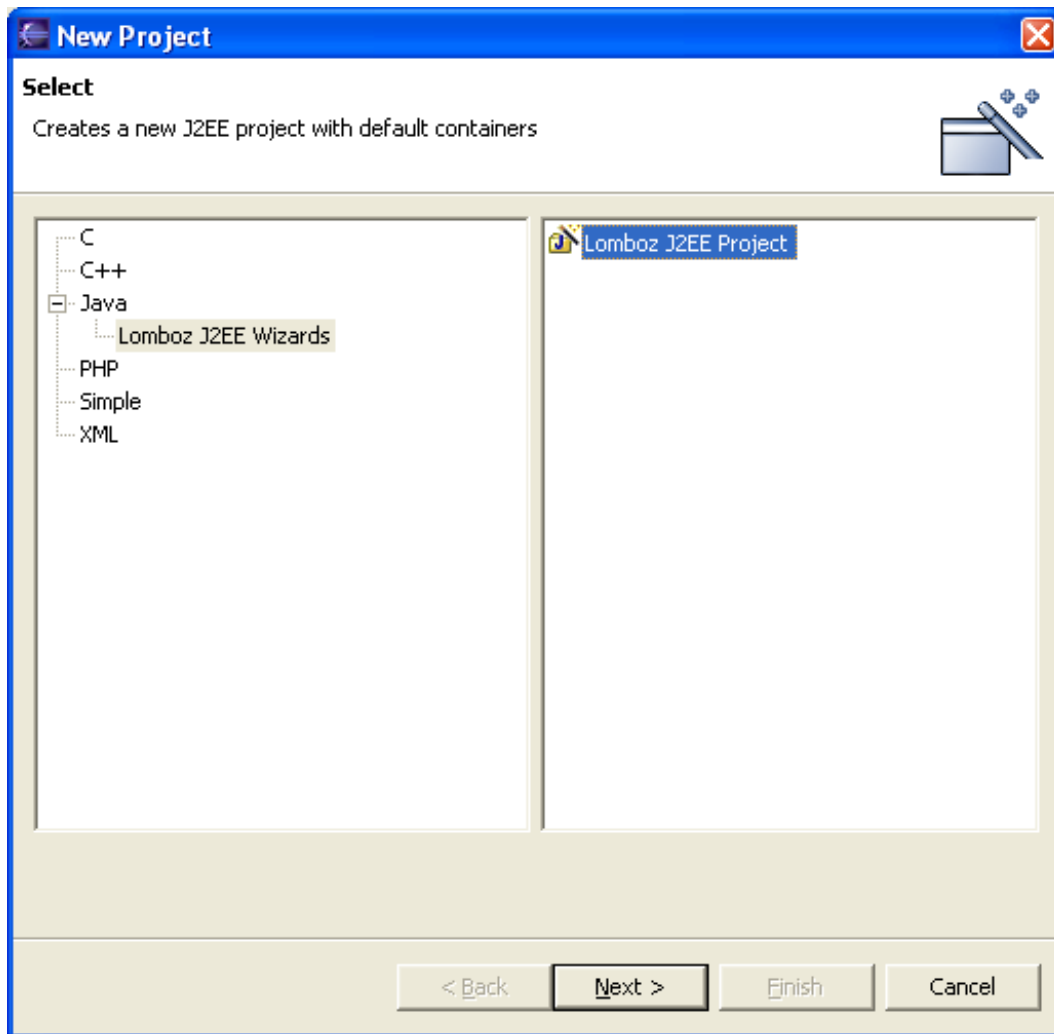 New Project
Select
Creates a new J2EE project with default containers
C
C++
Java
Lomboz J2EE Wizards
PHP
Simple
XML
Lomboz J2EE Project
< Back
Next >
Finish
Cancel